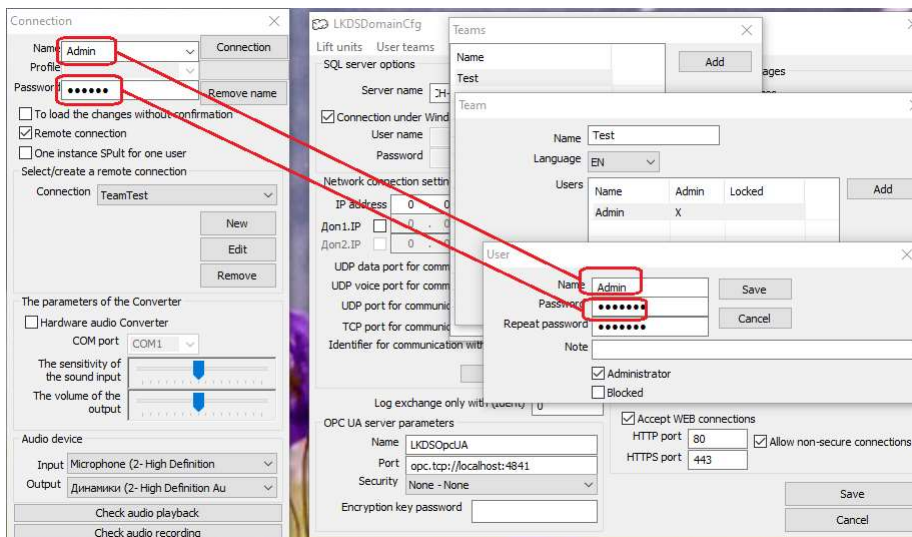 Connection
Name Admin Connection
Profile
Password ●●●●●● Remove name
To load the changes without confirmation
Remote connection
One instance SPult for one user
Select/create a remote connection
Connection TeamTest
New
Edit
Remove
The parameters of the Converter
Hardware audio Converter
COM port COM1
The sensitivity of
the sound input
The volume of the
output
Audio device
Input Microphone (2- High Definition
Output Динамики (2- High Definition Au
Check audio playback
Check audio recording
LKDSDomainCfg
Lift units User teams
SQL server options
Server name
Connection under Wind
User name
Password
Network connection settin
IP address 0 . 0
Доп1.IP 0 . 0
Доп2.IP 0 .
UDP data port for comm
UDP voice port for comm
UDP port for communic
TCP port for communic
Identifier for communication with
Log exchange only with (Ident) 0
OPC UA server parameters
Name LKDSOpcUA
Port opc.tcp://localhost:4841
Security None - None
Encryption key password
Accept WEB connections
HTTP port 80 Allow non-secure connections
HTTPS port 443
Save
Cancel
Teams
Name
Test
Add
ages
Team
Name Test
Language EN
Users Name Admin Locked Add
Admin X
User
Name Admin Save
Password ●●●●●●● Cancel
Repeat password ●●●●●●●
Note
Administrator
Blocked